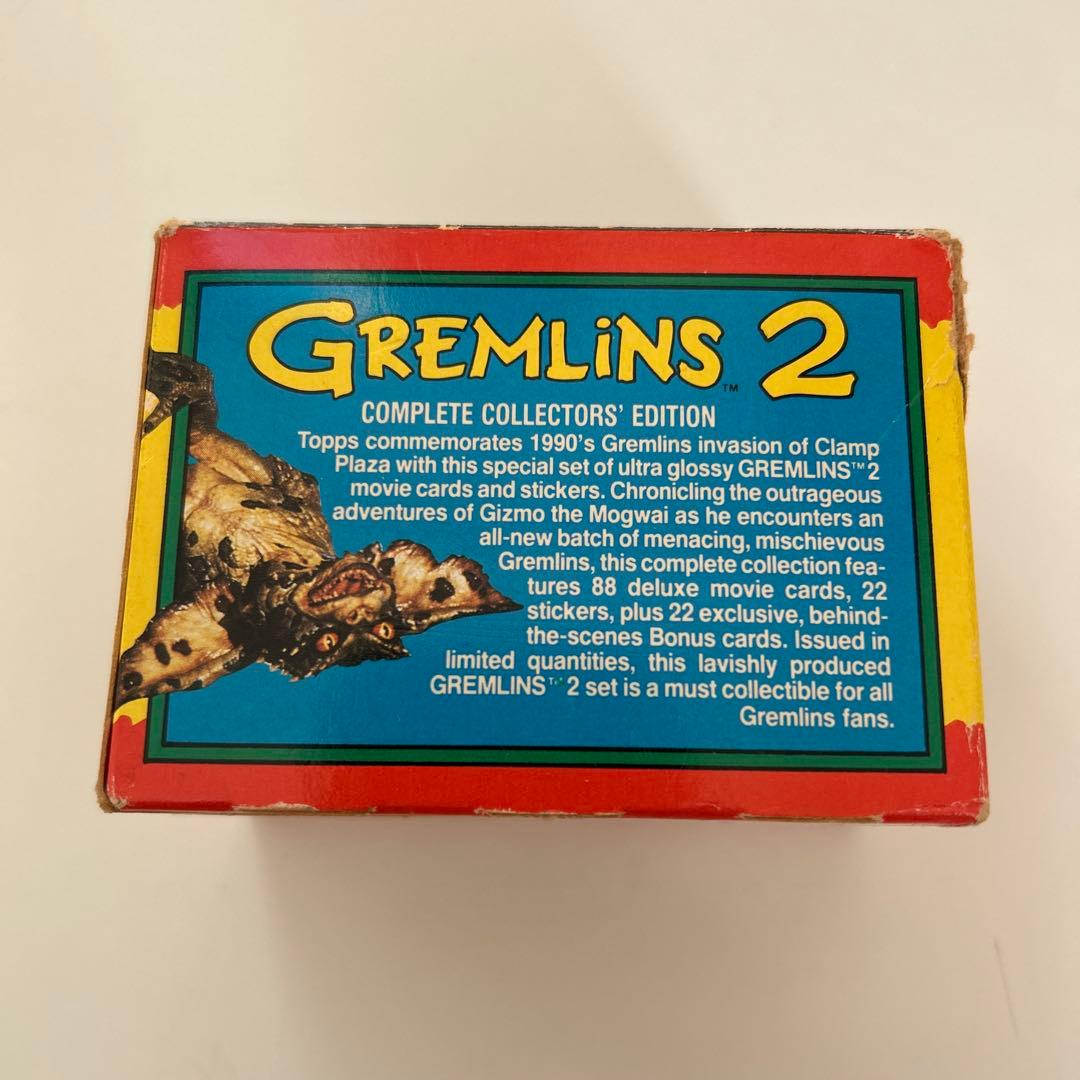 GREMLiNS™ 2
COMPLETE COLLECTORS' EDITION
Topps commemorates 1990's Gremlins invasion of Clamp
Plaza with this special set of ultra glossy GREMLINS™ 2
movie cards and stickers. Chronicling the outrageous
adventures of Gizmo the Mogwai as he encounters an
all-new batch of menacing, mischievous
Gremlins, this complete collection fea-
tures 88 deluxe movie cards, 22
stickers, plus 22 exclusive, behind-
the-scenes Bonus cards. Issued in
limited quantities, this lavishly produced
GREMLINS™ 2 set is a must collectible for all
Gremlins fans.